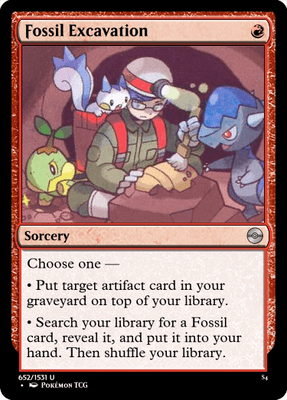 Fossil Excavation
Sorcery
Choose one —
• Put target artifact card in your
graveyard on top of your library.
• Search your library for a Fossil
card, reveal it, and put it into your
hand. Then shuffle your library.
652/1531 U
S4
• Pokémon TCG